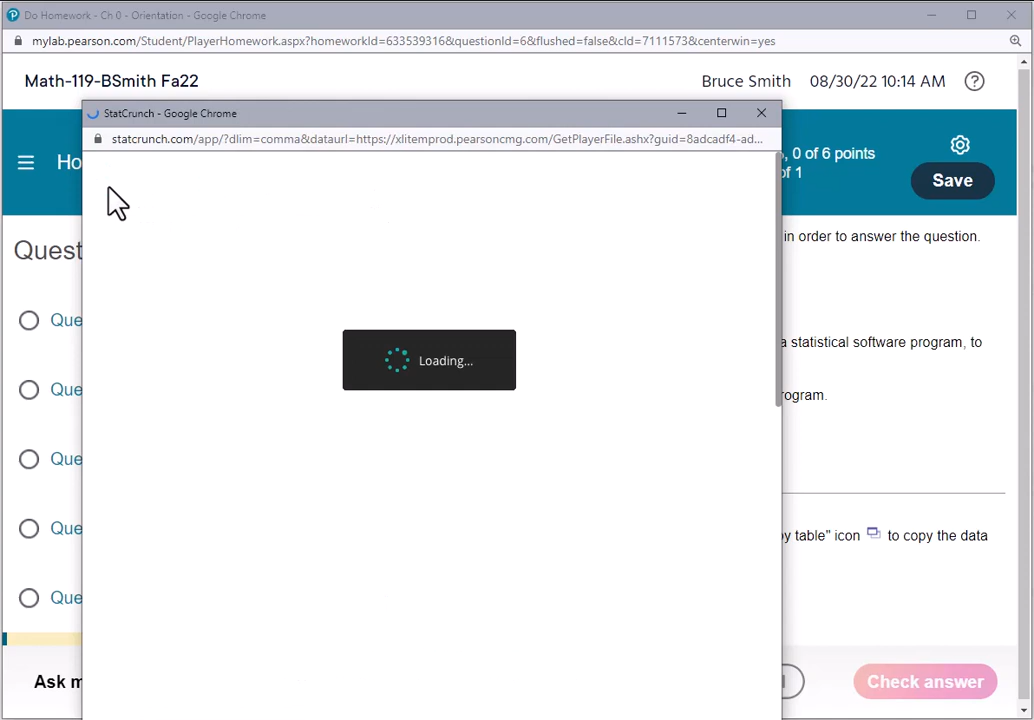 Do Homework - Ch 0 - Orientation - Google Chrome
mylab.pearson.com/Student/PlayerHomework.aspx?homeworkId=633539316&questionId=6&flushed=false&cId=7111573&centerwin=yes
Math-119-BSmith Fa22
Bruce Smith 08/30/22 10:14 AM ?
StatCrunch - Google Chrome
statcrunch.com/app/?dlim=comma&dataurl=https://xlitemprod.pearsoncmg.com/GetPlayerFile.ashx?guid=8adcadf4-ad...
Ho
, 0 of 6 points
of 1
Save
Quest
in order to answer the question.
Que
a statistical software program, to
Loading...
Que
rogram.
Que
Que
y table" icon to copy the data
Que
Ask m
Check answer